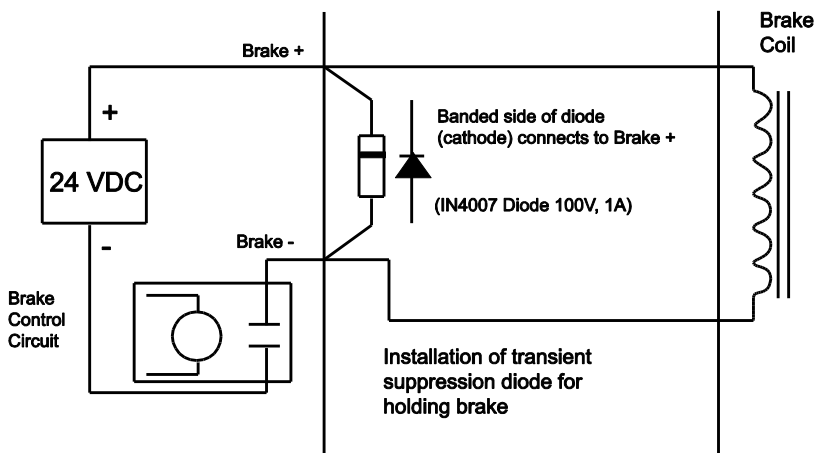 Brake
Coil
Brake +
+
Banded side of diode
(cathode) connects to Brake +
24 VDC
(IN4007 Diode 100V, 1A)
-
Brake -
Brake
Control
Circuit
Installation of transient
suppression diode for
holding brake